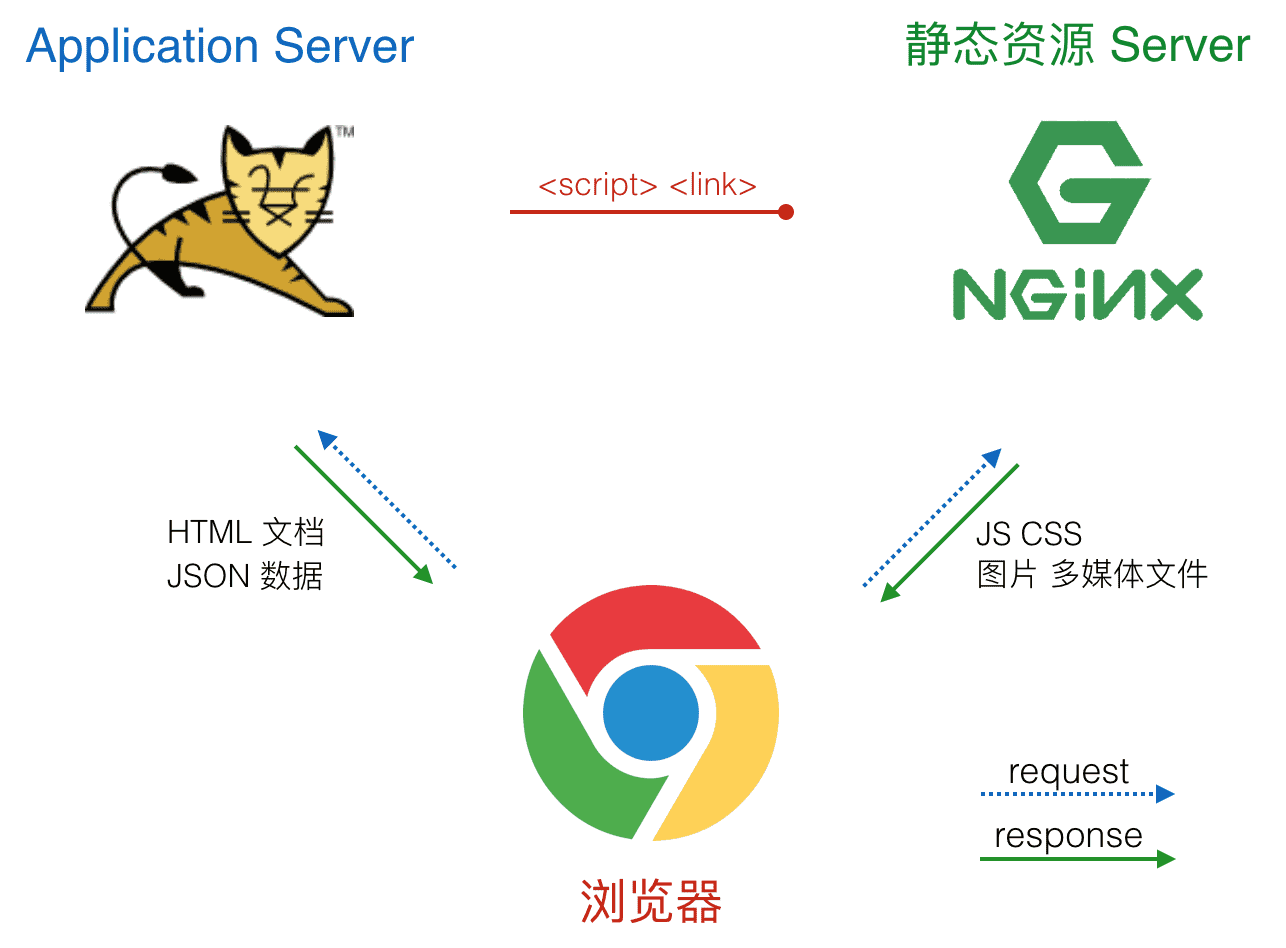 Application Server
静态资源 Server
TM
<script> <link>
NGiNX
HTML 文档
JSON 数据
JS CSS
图片 多媒体文件
request
response
浏览器